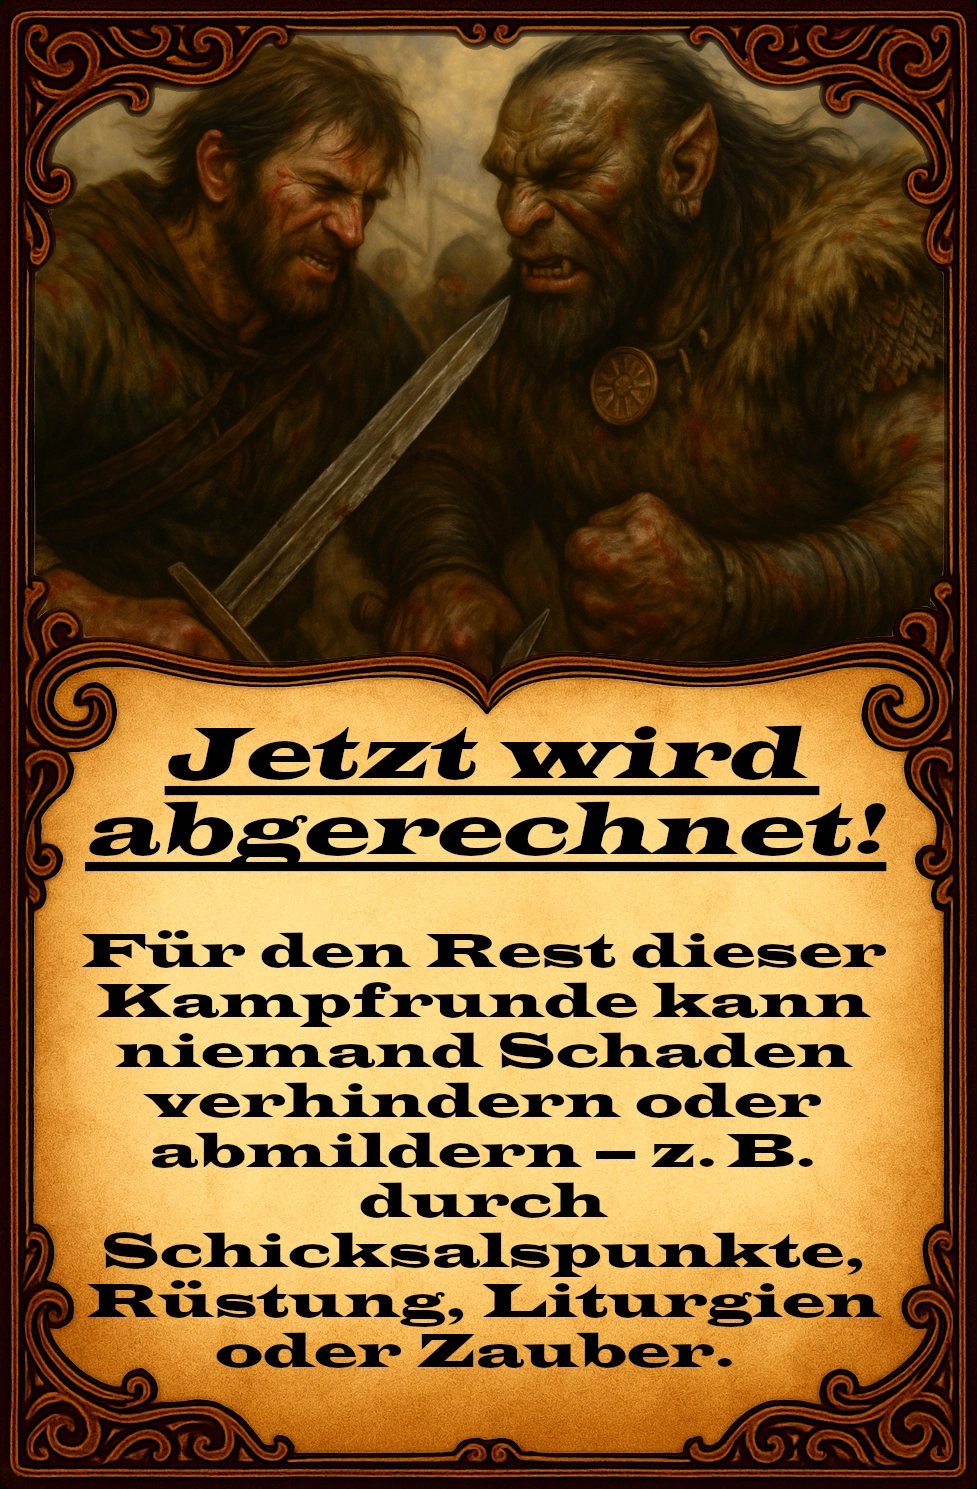 Jetzt wird
abgerechnet!
Für den Rest dieser
Kampfrunde kann
niemand Schaden
verhindern oder
abmildern – z. B.
durch
Schicksalspunkte,
Rüstung, Liturgien
oder Zauber.